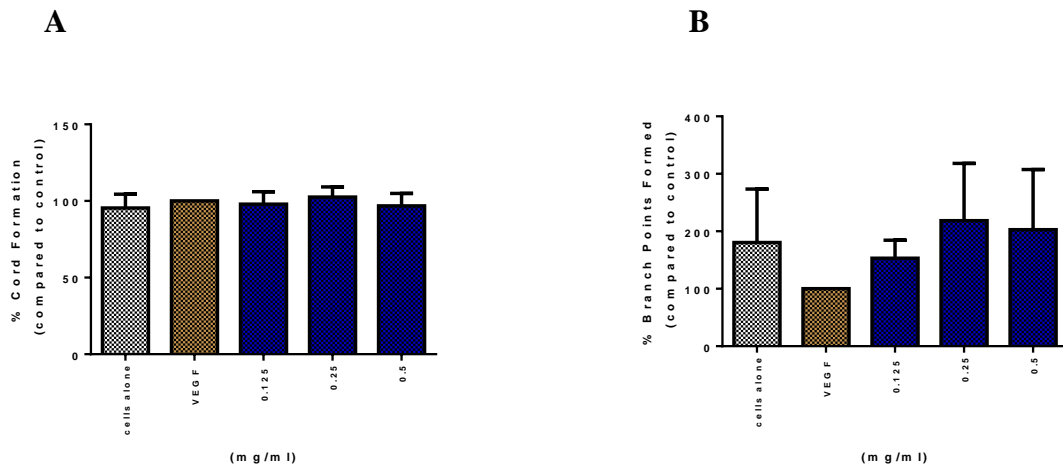 A
% Cord Formation
(compared to control)
150
100
50
0
cells alone
VEGF
0.125
0.25
0.5
(mg/ml)
B
% Branch Points Formed
(compared to control)
400
300
200
100
0
cells alone
VEGF
0.125
0.25
0.5
(mg/ml)